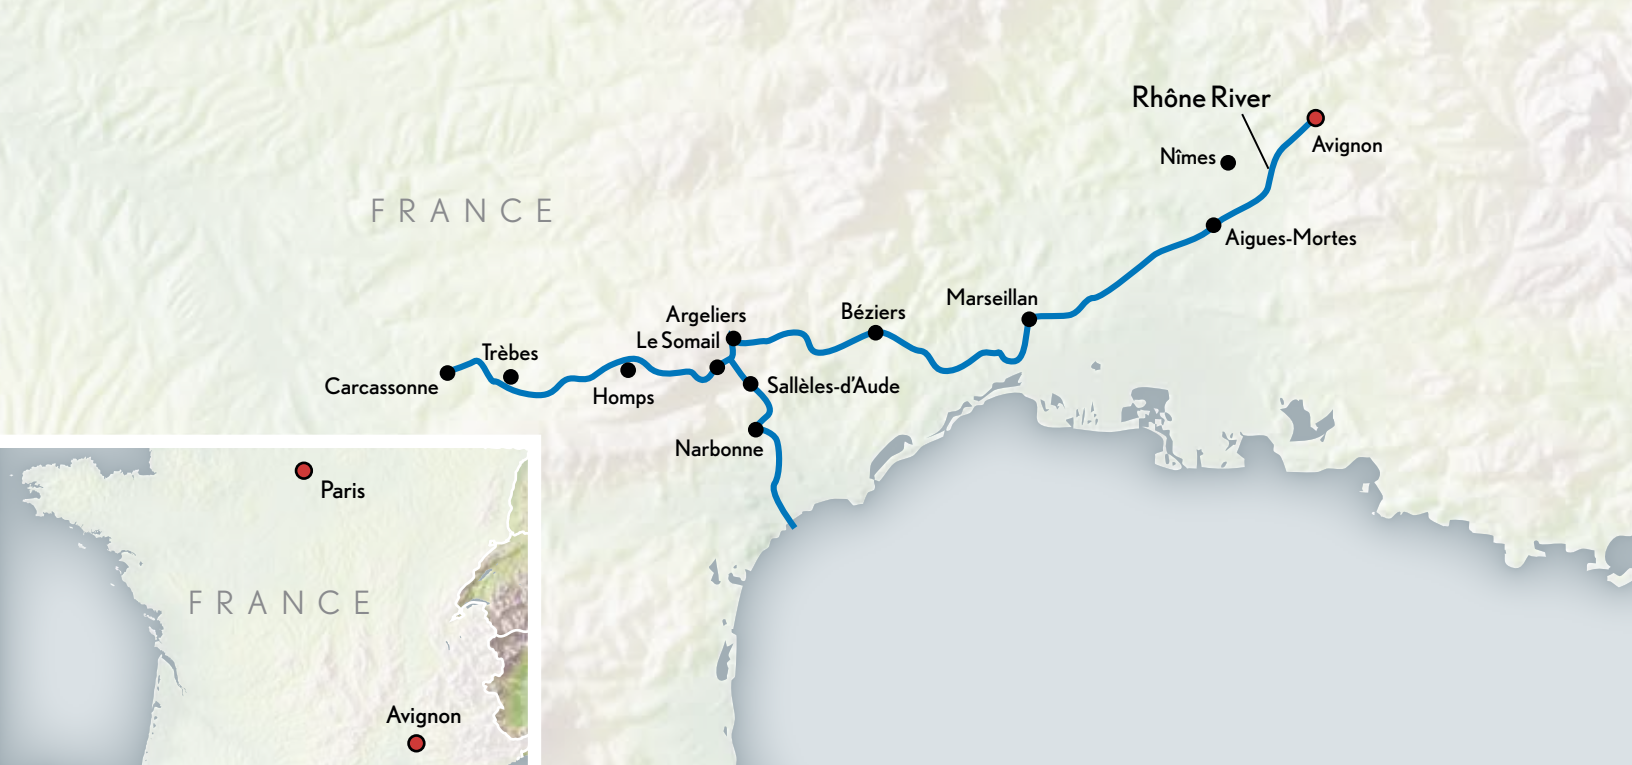 Rhône River
Avignon
Nîmes
FRANCE
Aigues-Mortes
Marseillan
Argeliers
Béziers
Le Somail
Trèbes
Carcassonne
Sallèles-d'Aude
Homps
Narbonne
Paris
FRANCE
Avignon